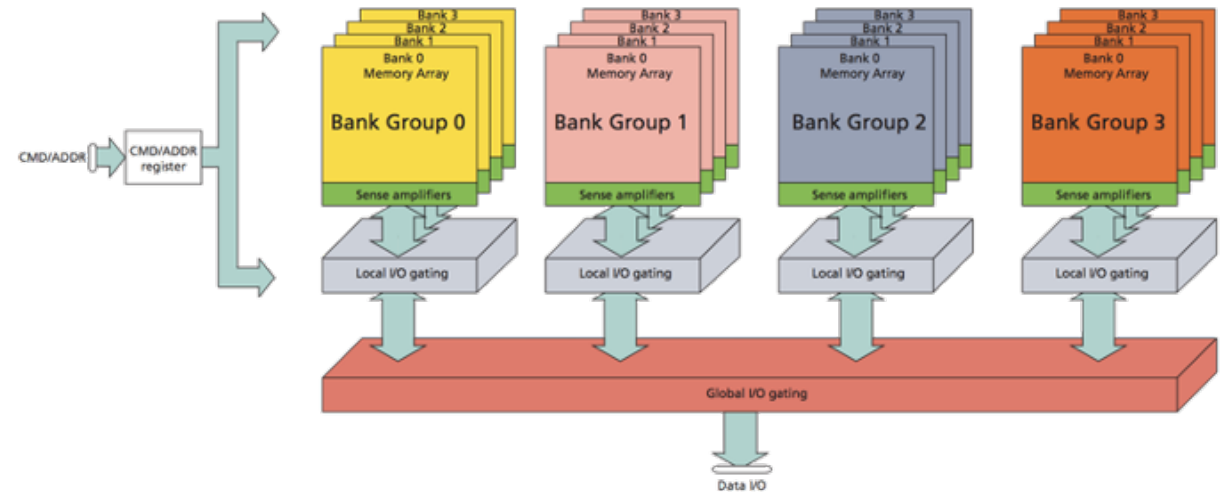 Bank 3
Bank 2
Bank 1
Bank 0
Memory Array
Bank Group 0
Sense amplifiers
Bank 3
Bank 2
Bank 1
Bank 0
Memory Array
Bank Group 1
Sense amplifiers
Bank 3
Bank 2
Bank 1
Bank 0
Memory Array
Bank Group 2
Sense amplifiers
Bank 3
Bank 2
Bank 1
Bank 0
Memory Array
Bank Group 3
Sense amplifiers
CMD/ADDR
CMD/ADDR
register
Local I/O gating
Local I/O gating
Local I/O gating
Local I/O gating
Global I/O gating
Data I/O